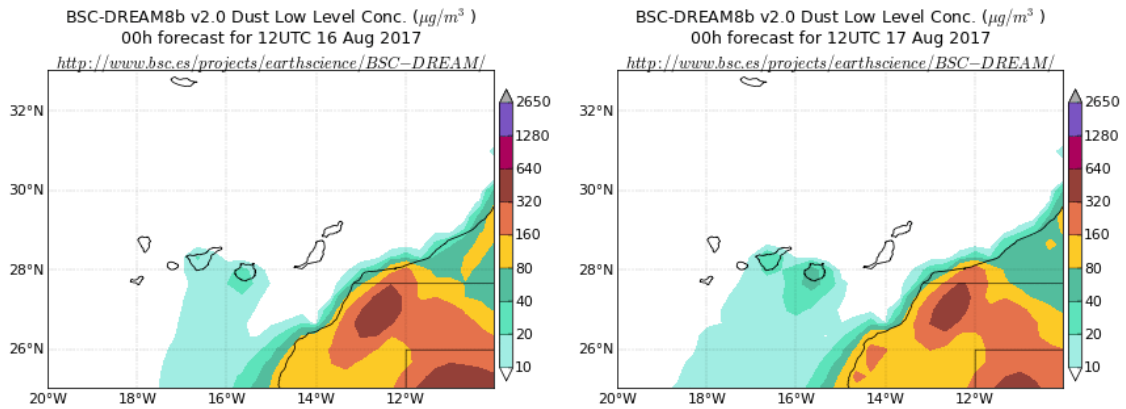 BSC-DREAM8b v2.0 Dust Low Level Conc. (μg/m³ )
00h forecast for 12UTC 16 Aug 2017
http://www.bsc.es/projects/earthscience/BSC−DREAM/
32°N
30°N
28°N
26°N
20°W
18°W
16°W
14°W
12°W
2650
1280
640
320
160
80
40
20
10
BSC-DREAM8b v2.0 Dust Low Level Conc. (μg/m³ )
00h forecast for 12UTC 17 Aug 2017
http://www.bsc.es/projects/earthscience/BSC−DREAM/
32°N
30°N
28°N
26°N
20°W
18°W
16°W
14°W
12°W
2650
1280
640
320
160
80
40
20
10